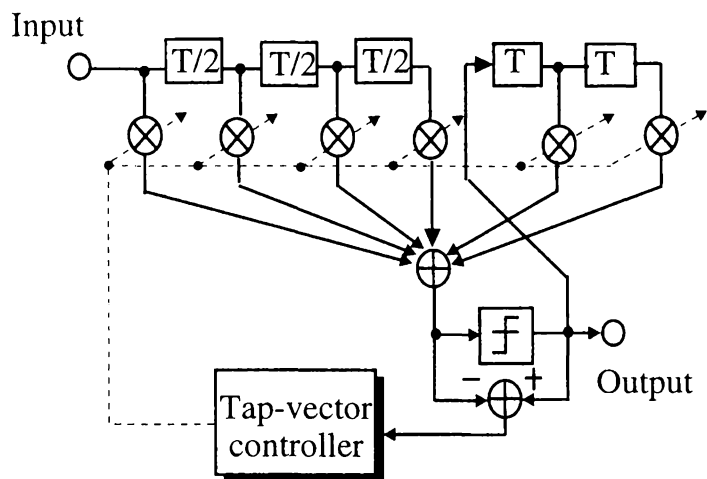 Input
T/2 T/2 T/2 T T
− +
Output
Tap-vector
controller